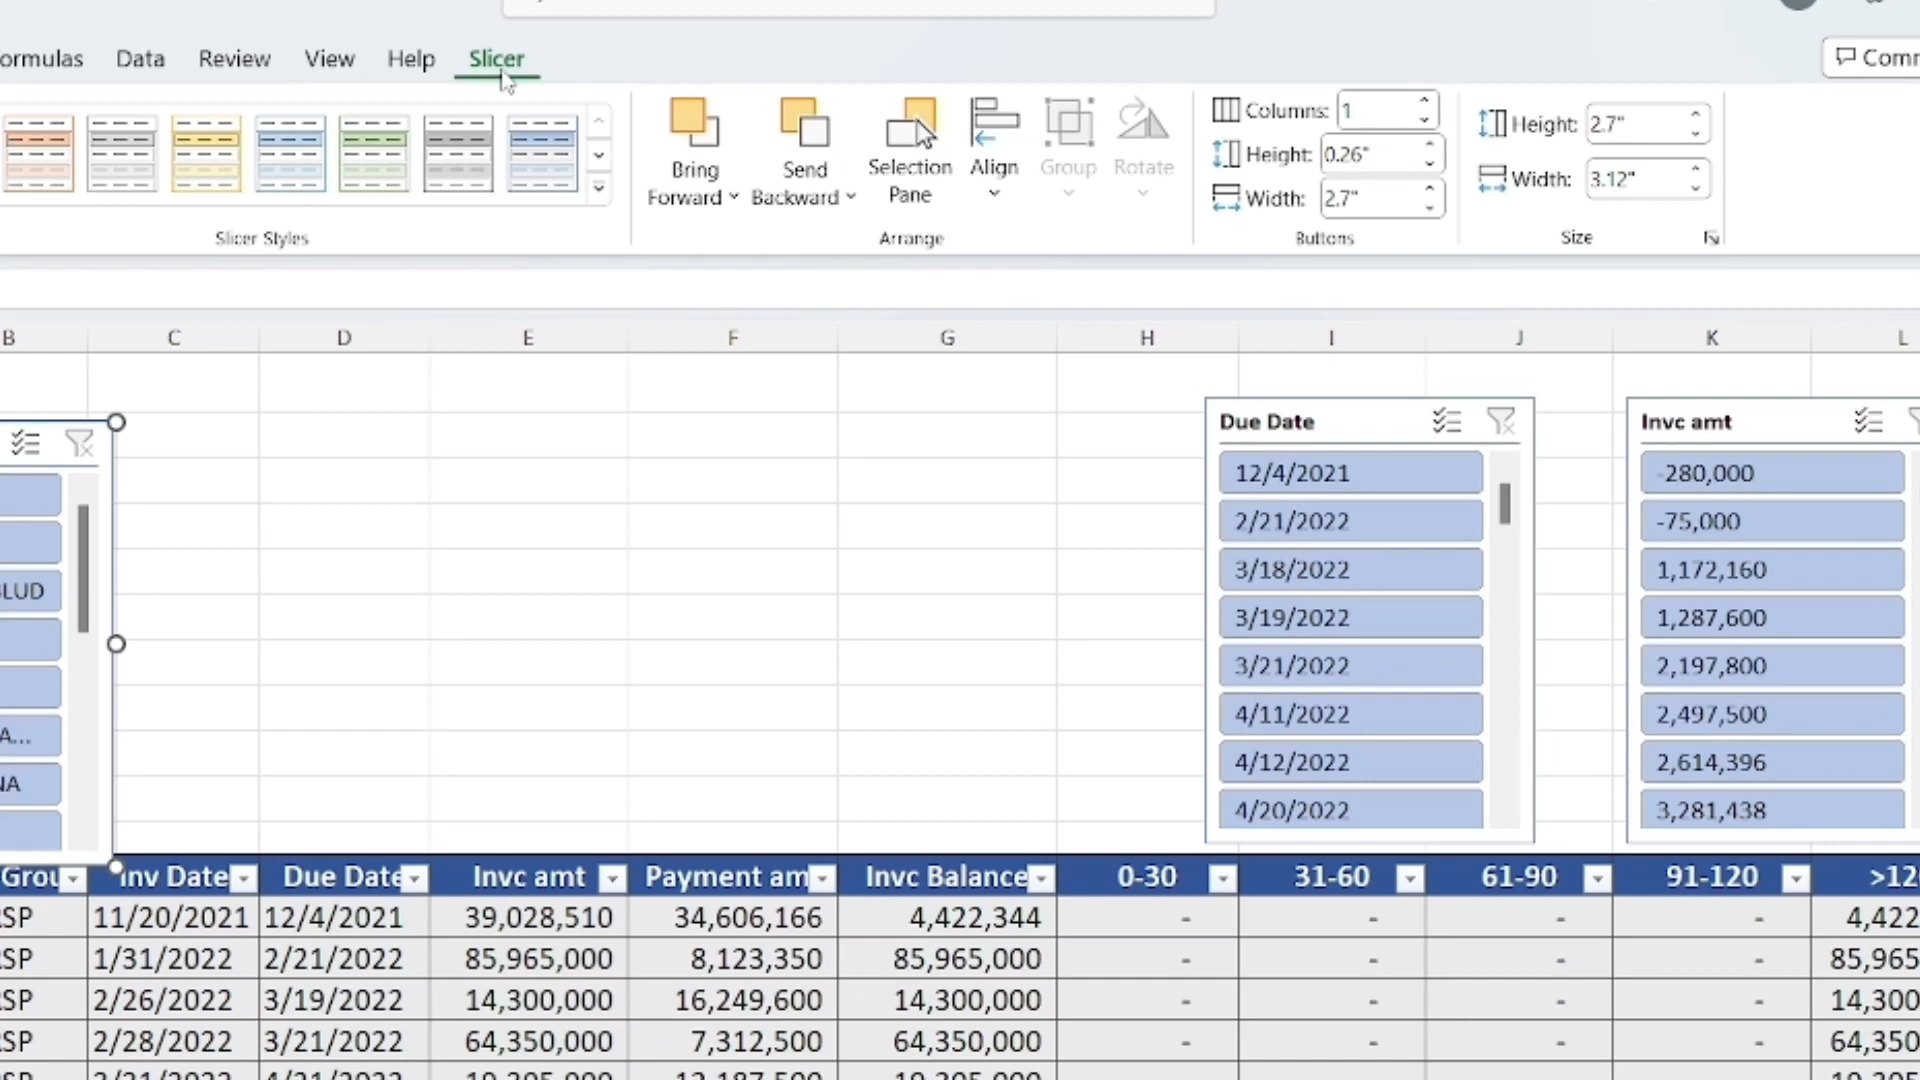 ormulas Data Review View Help Slicer
Comm
Bring Forward
Send Backward
Selection Pane
Align
Group
Rotate
Columns: 1
Height: 0.26"
Width: 2.7"
Height: 2.7"
Width: 3.12"
Slicer Styles
Arrange
Buttons
Size
B C D E F G H I J K L
BLUD
A...
NA
Due Date
12/4/2021
2/21/2022
3/18/2022
3/19/2022
3/21/2022
4/11/2022
4/12/2022
4/20/2022
Invc amt
-280,000
-75,000
1,172,160
1,287,600
2,197,800
2,497,500
2,614,396
3,281,438
Grou Inv Date Due Date Invc amt Payment am Invc Balance 0-30 31-60 61-90 91-120 >12
RSP 11/20/2021 12/4/2021 39,028,510 34,606,166 4,422,344 - - - - 4,422
RSP 1/31/2022 2/21/2022 85,965,000 8,123,350 85,965,000 - - - - 85,965
RSP 2/26/2022 3/19/2022 14,300,000 16,249,600 14,300,000 - - - - 14,300
RSP 2/28/2022 3/21/2022 64,350,000 7,312,500 64,350,000 - - - - 64,350